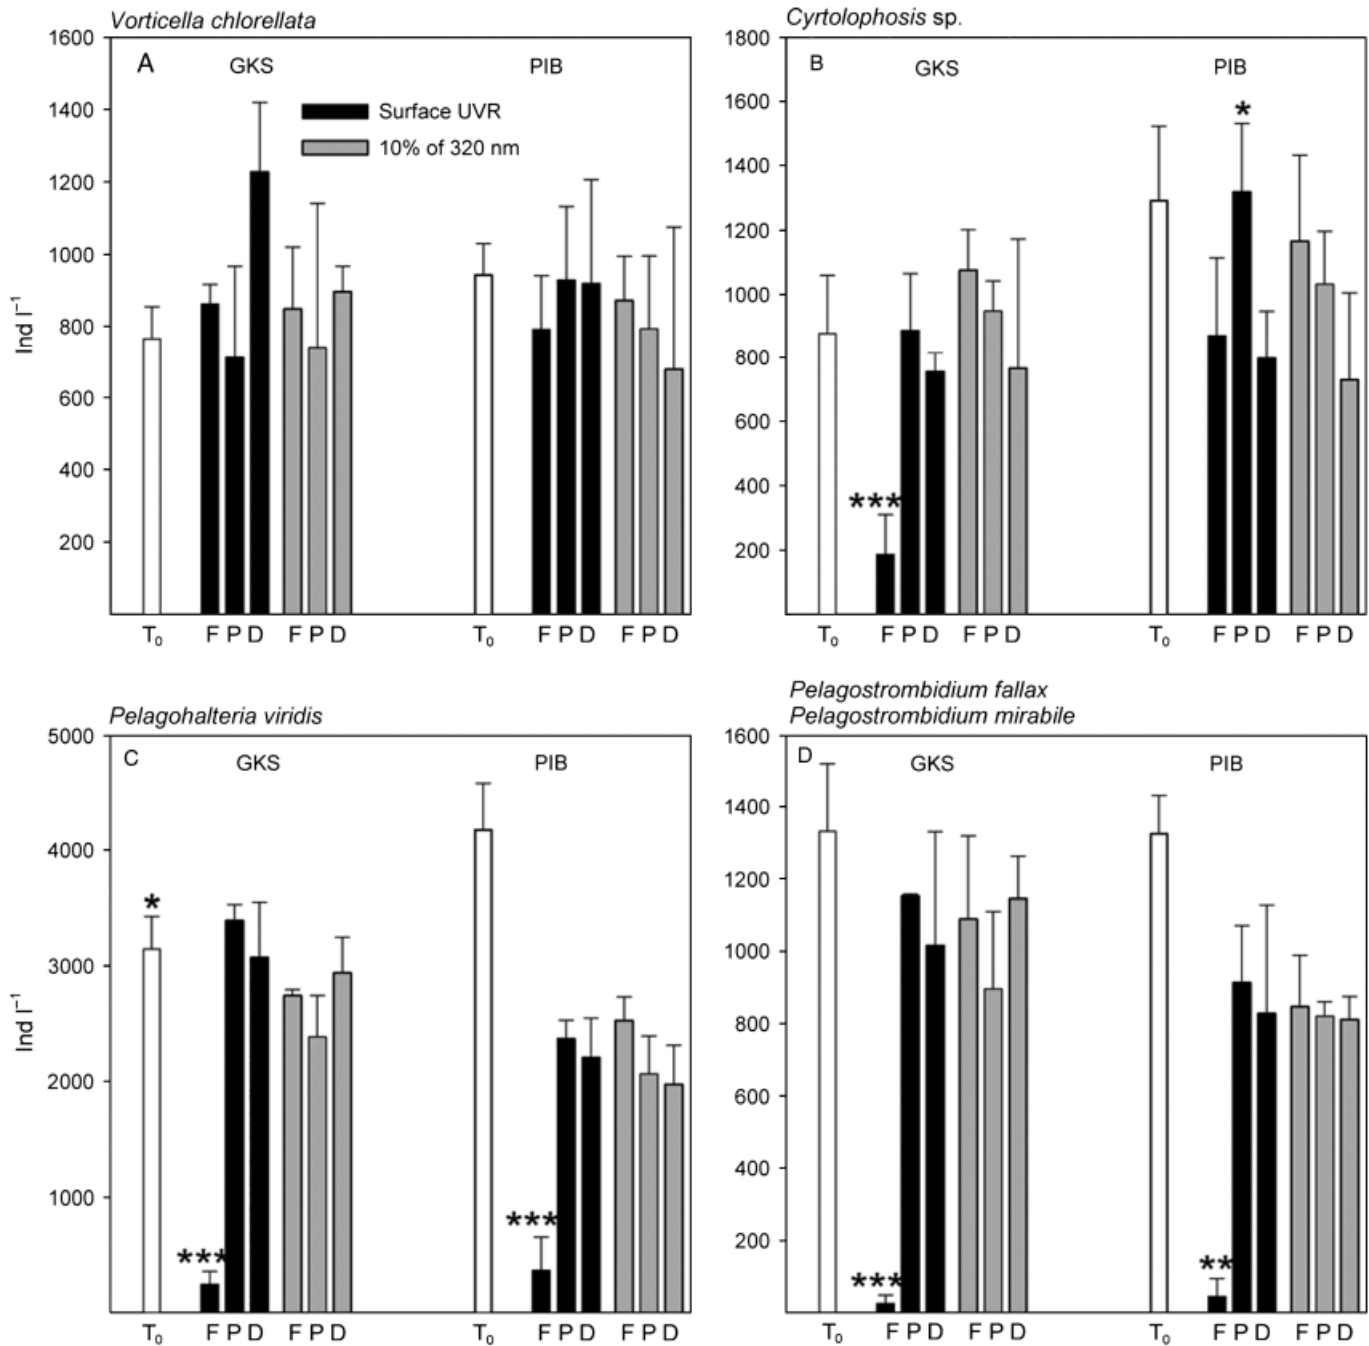 Vorticella chlorellata
1600
1400
1200
1000
800
600
400
200
Ind l⁻¹
A
GKS
PIB
Surface UVR
10% of 320 nm
T₀ F P D F P D T₀ F P D F P D
Cyrtolophosis sp.
1800
1600
1400
1200
1000
800
600
400
200
B
GKS
PIB
*
***
T₀ F P D F P D T₀ F P D F P D
Pelagohalteria viridis
5000
4000
3000
2000
1000
Ind l⁻¹
C
GKS
PIB
*
***
***
T₀ F P D F P D T₀ F P D F P D
Pelagostrombidium fallax
Pelagostrombidium mirabile
1600
1400
1200
1000
800
600
400
200
D
GKS
PIB
***
**
T₀ F P D F P D T₀ F P D F P D